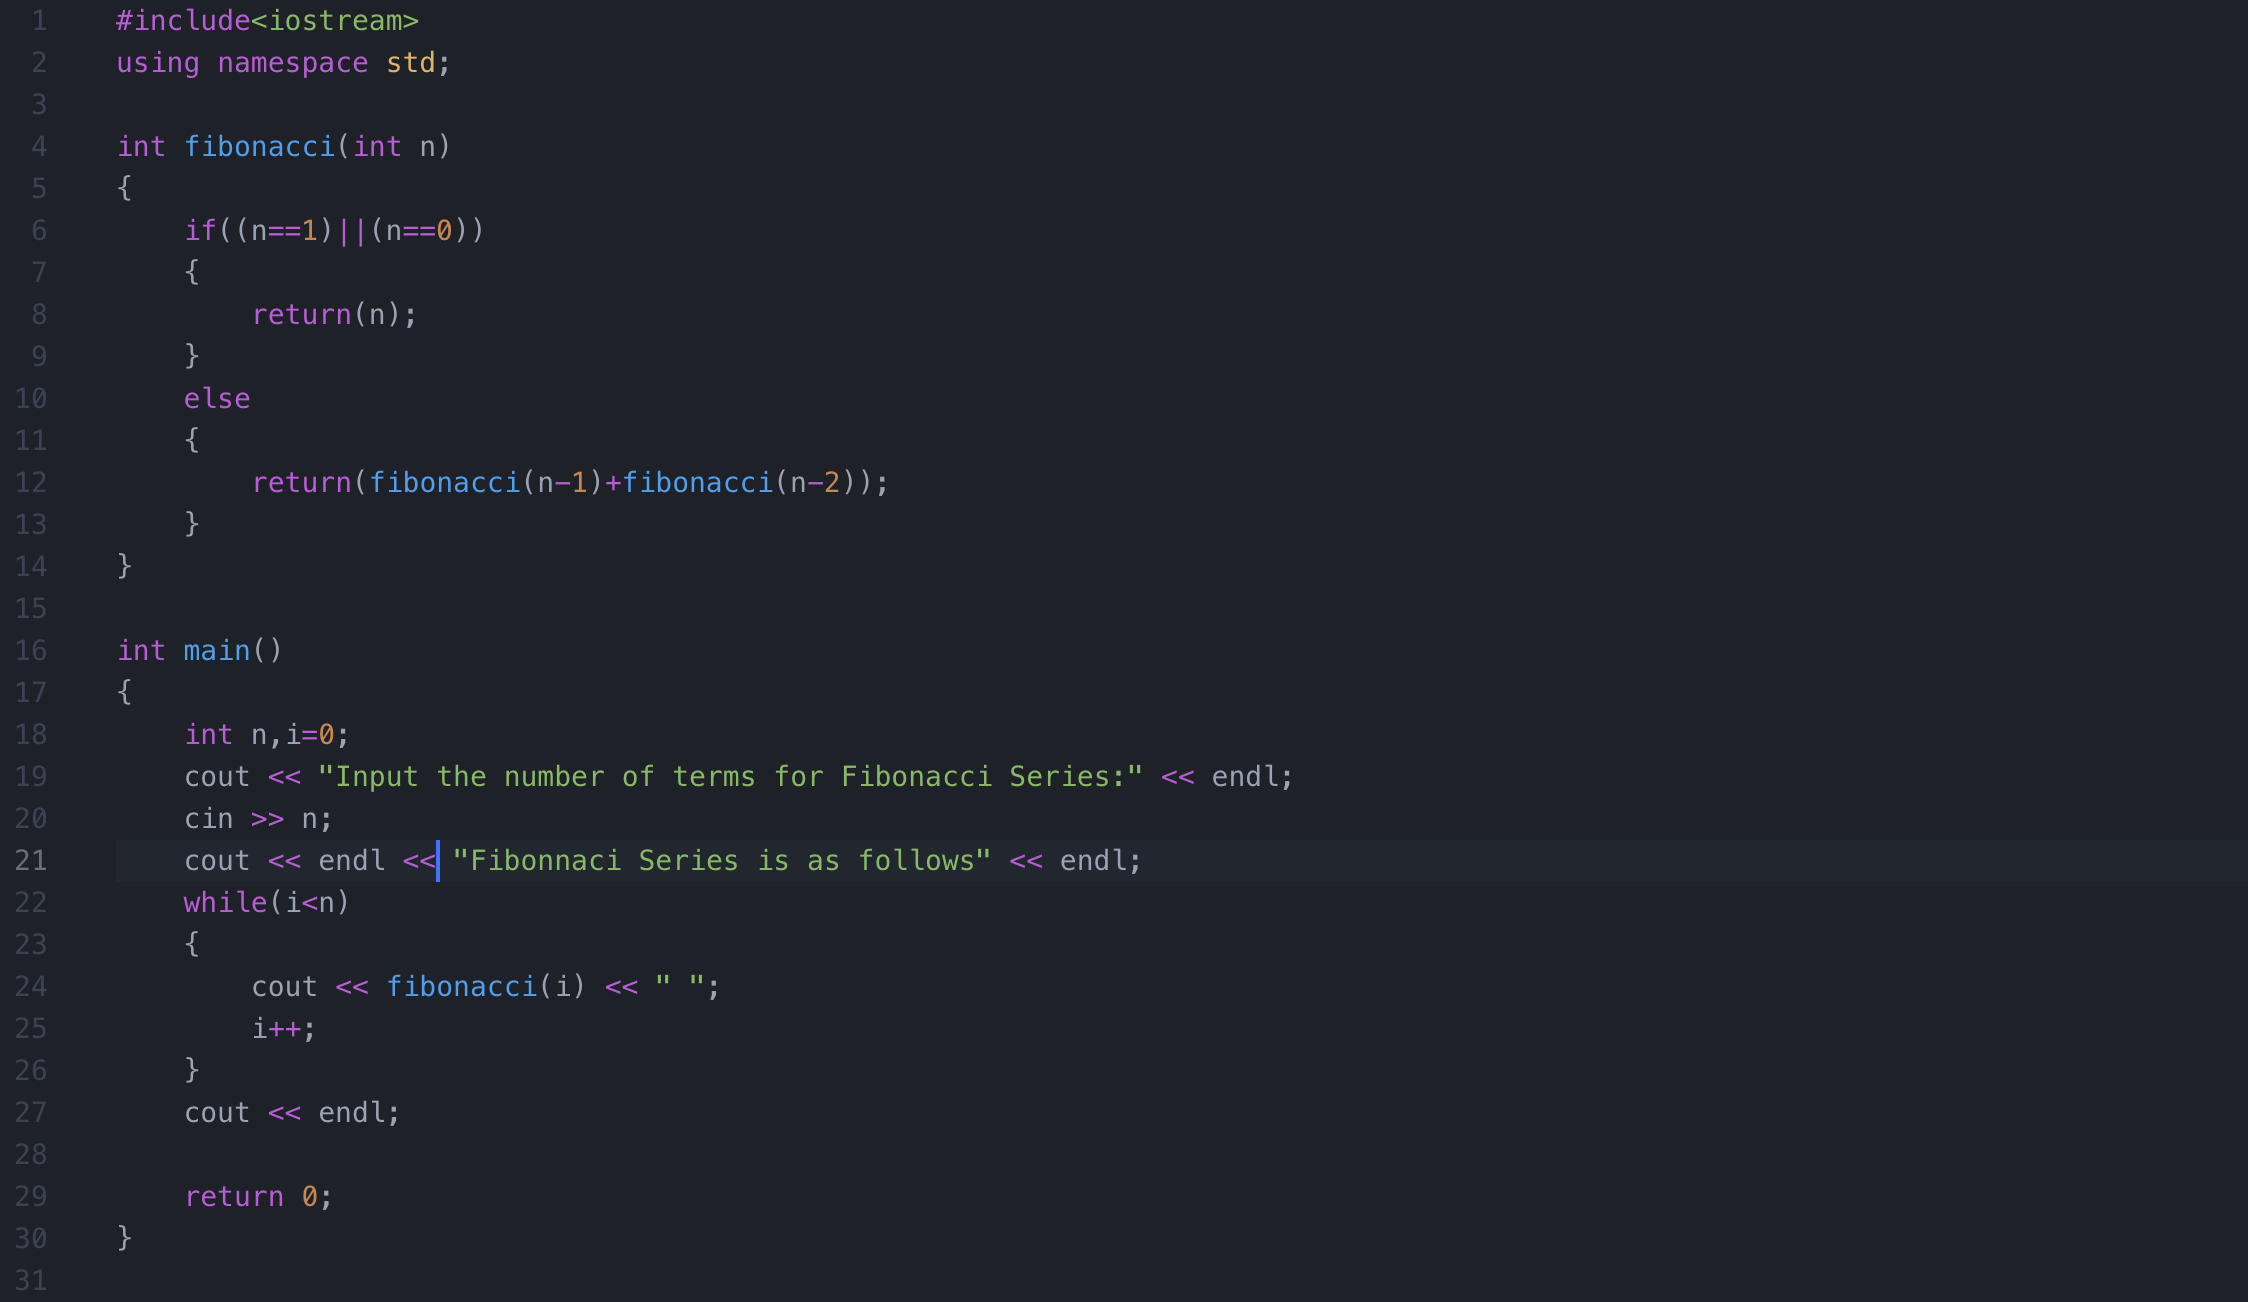 1 #include<iostream>
2 using namespace std;
3
4 int fibonacci(int n)
5 {
6     if((n==1)||(n==0))
7     {
8         return(n);
9     }
10     else
11     {
12         return(fibonacci(n-1)+fibonacci(n-2));
13     }
14 }
15
16 int main()
17 {
18     int n,i=0;
19     cout << "Input the number of terms for Fibonacci Series:" << endl;
20     cin >> n;
21     cout << endl << "Fibonnaci Series is as follows" << endl;
22     while(i<n)
23     {
24         cout << fibonacci(i) << " ";
25         i++;
26     }
27     cout << endl;
28
29     return 0;
30 }
31